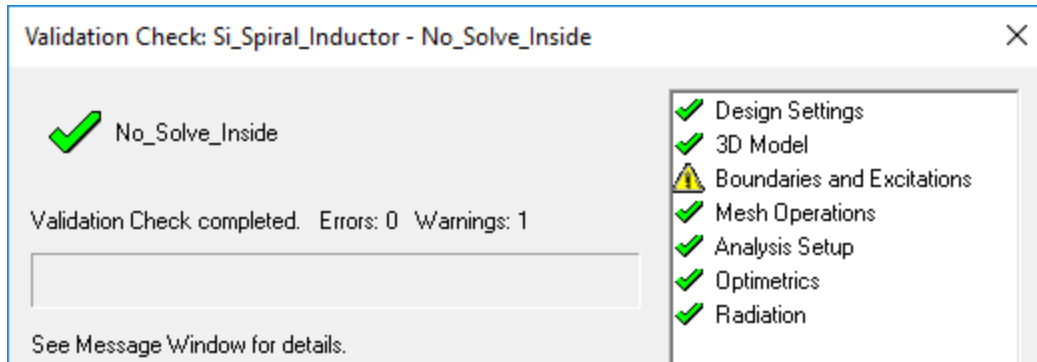 Validation Check: Si_Spiral_Inductor - No_Solve_Inside
No_Solve_Inside
Validation Check completed. Errors: 0 Warnings: 1
See Message Window for details.
Design Settings
3D Model
Boundaries and Excitations
Mesh Operations
Analysis Setup
Optimetrics
Radiation